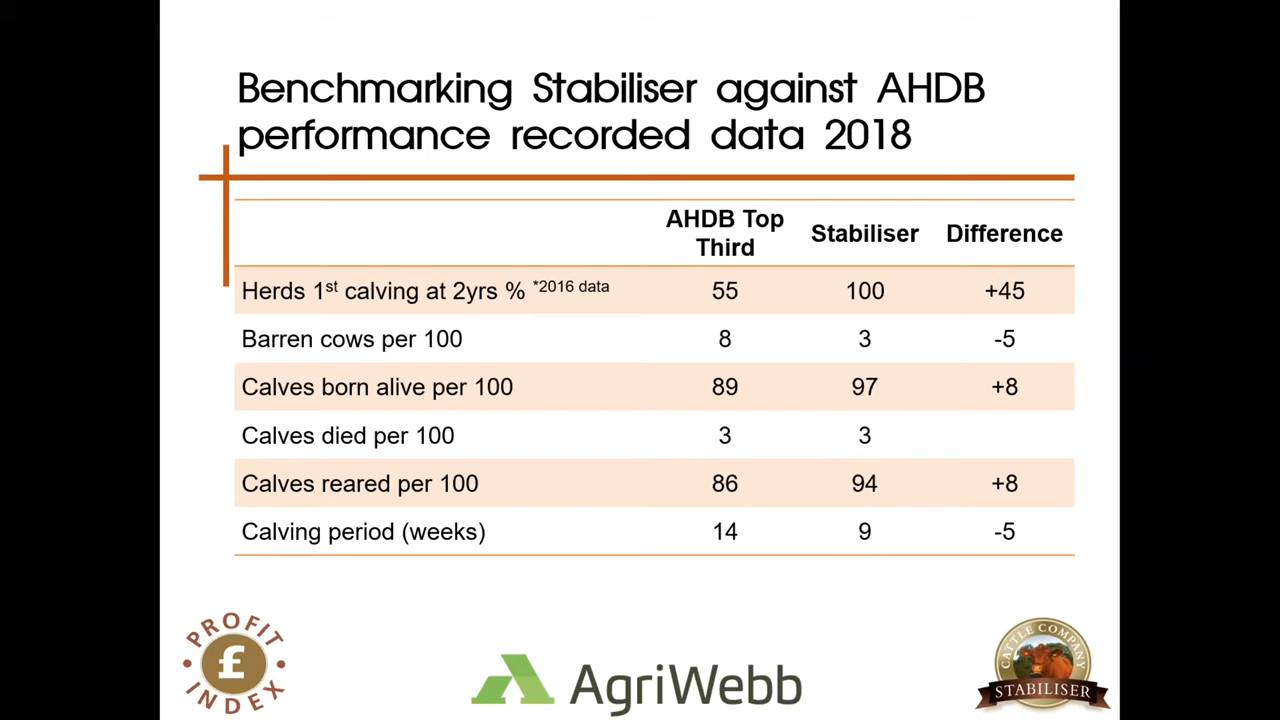 Benchmarking Stabiliser against AHDB
performance recorded data 2018
AHDB Top
Third
Stabiliser
Difference
Herds 1st calving at 2yrs % *2016 data 55 100 +45
Barren cows per 100 8 3 -5
Calves born alive per 100 89 97 +8
Calves died per 100 3 3
Calves reared per 100 86 94 +8
Calving period (weeks) 14 9 -5
PROFIT
£
INDEX
AgriWebb
CATTLE COMPANY
STABILISER